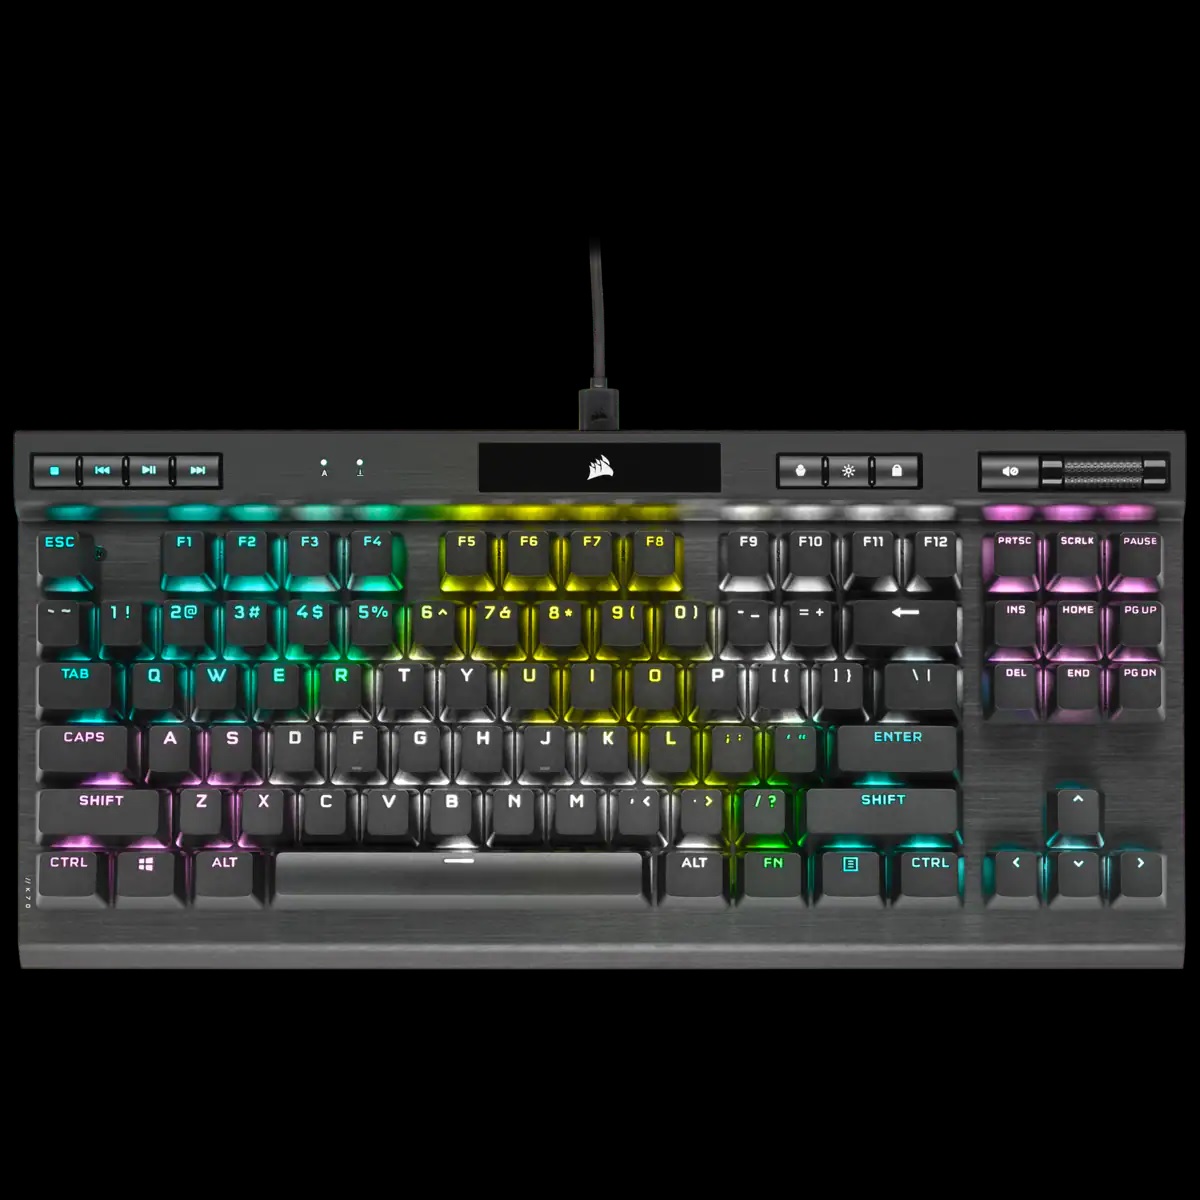 A
ESC F1 F2 F3 F4 F5 F6 F7 F8 F9 F10 F11 F12 PRTSC SCRLK PAUSE
` ~ 1 ! 2 @ 3 # 4 $ 5 % 6 ^ 7 & 8 * 9 ( 0 ) - _ = + ← INS HOME PG UP
TAB Q W E R T Y U I O P [ { ] } \ | DEL END PG DN
CAPS A S D F G H J K L ; : ' " ENTER
SHIFT Z X C V B N M , < . > / ? SHIFT ^
CTRL ALT ALT FN CTRL < ⌄ >
//K70